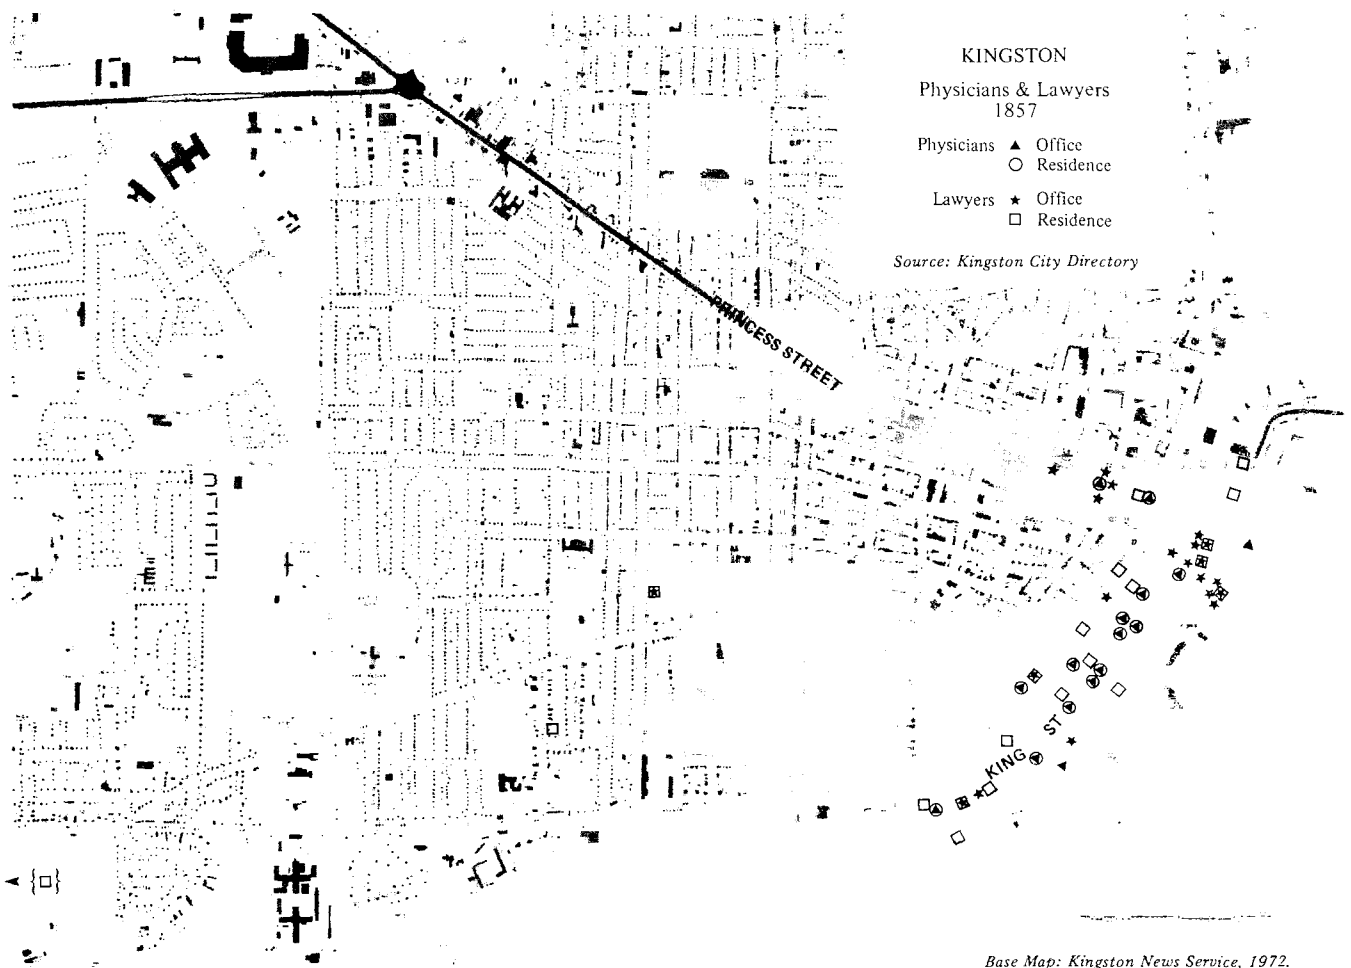 KINGSTON
Physicians & Lawyers
1857
Physicians ▲ Office
○ Residence
Lawyers ★ Office
□ Residence
Source: Kingston City Directory
PRINCESS STREET
KING ST
Base Map: Kingston News Service, 1972.